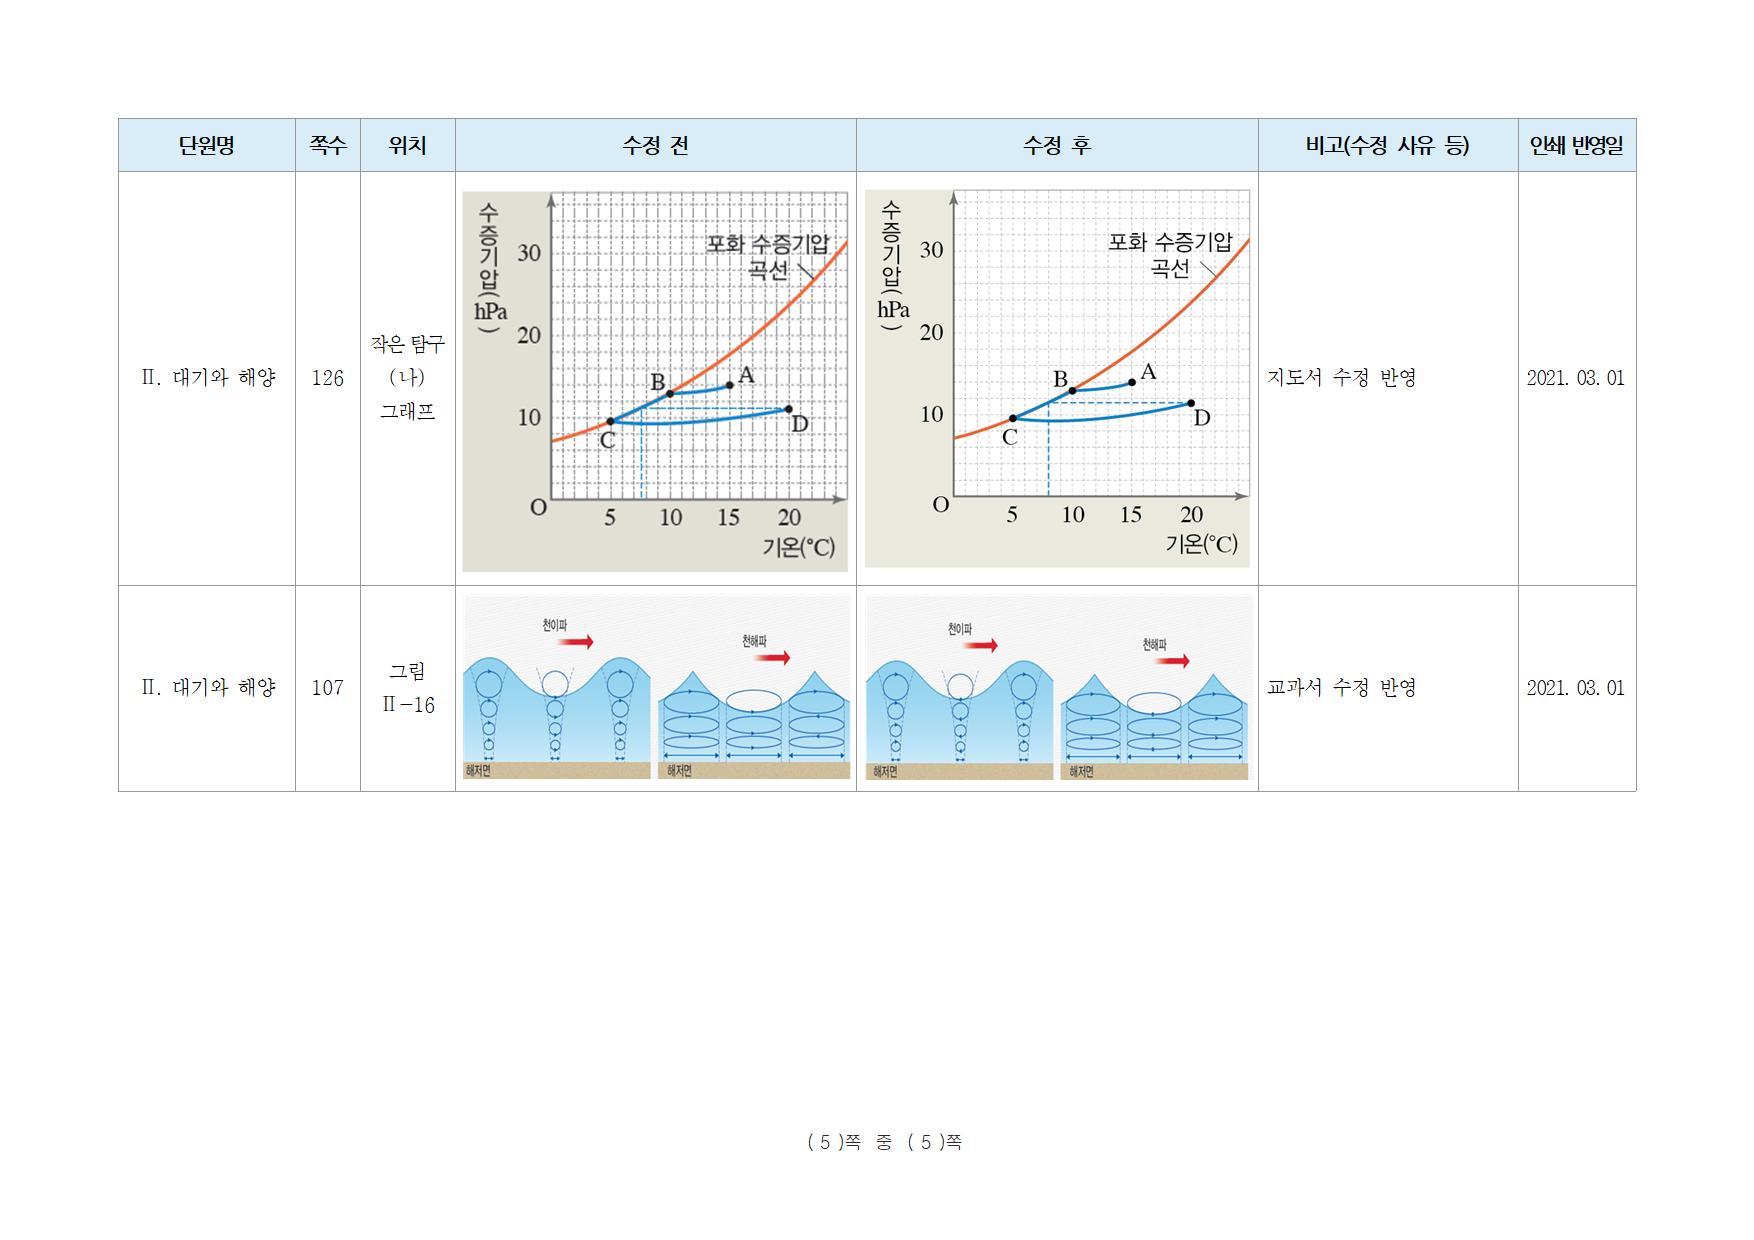 단원명 쪽수 위치 수정 전 수정 후 비고(수정 사유 등) 인쇄 반영일
Ⅱ. 대기와 해양
126
작은 탐구
(나)
그래프
수증기압(hPa)
30
20
10
O
5 10 15 20
기온(℃)
포화 수증기압
곡선
A
B
C
D
수증기압(hPa)
30
20
10
O
5 10 15 20
기온(℃)
포화 수증기압
곡선
A
B
C
D
지도서 수정 반영
2021. 03. 01
Ⅱ. 대기와 해양
107
그림
Ⅱ-16
천이파
천해파
해저면
해저면
천이파
천해파
해저면
해저면
교과서 수정 반영
2021. 03. 01
( 5 )쪽 중 ( 5 )쪽